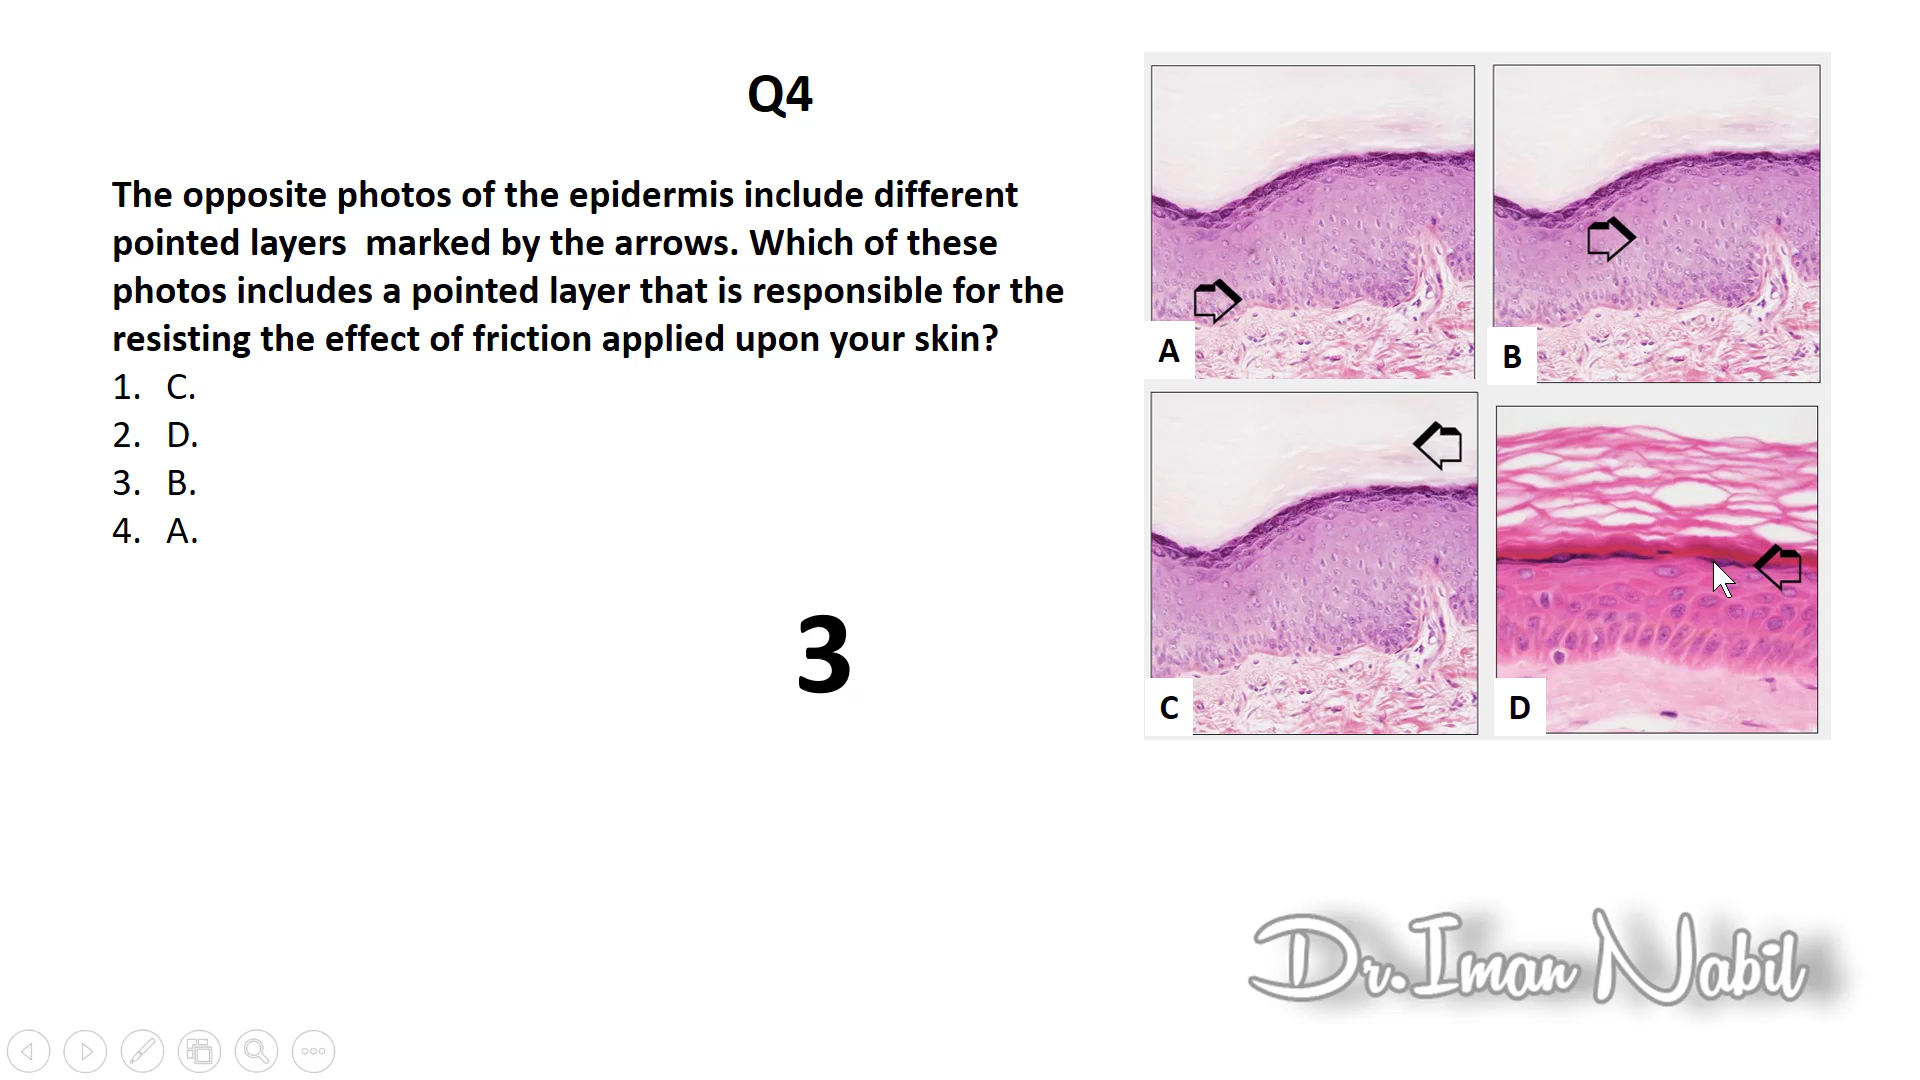 Q4
The opposite photos of the epidermis include different
pointed layers marked by the arrows. Which of these
photos includes a pointed layer that is responsible for the
resisting the effect of friction applied upon your skin?
1. C.
2. D.
3. B.
4. A.
3
A
B
C
D
Dr.Iman Nabil